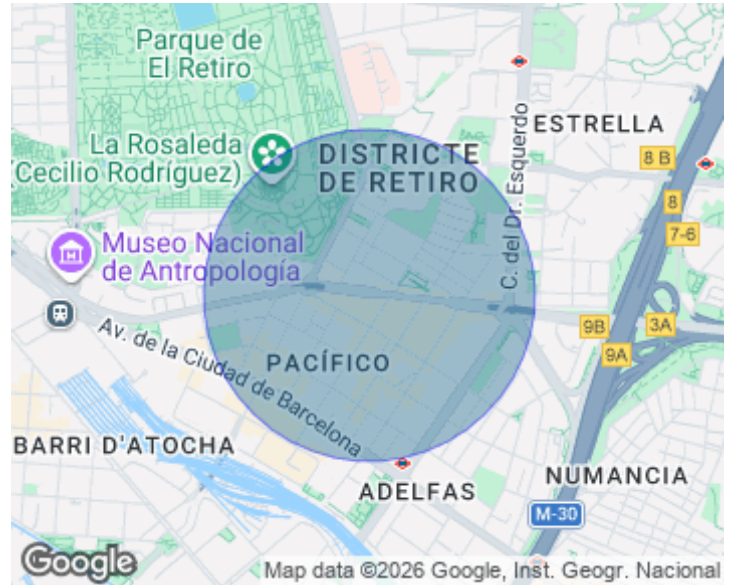 Parque de
El Retiro
ESTRELLA
La Rosaleda
(Cecilio Rodríguez)
DISTRICTE
DE RETIRO
8 B
8
7-6
C. del Dr. Esquerdo
Museo Nacional
de Antropología
9B
3A
9A
Av. de la Ciudad de Barcelona
PACÍFICO
BARRI D'ATOCHA
ADELFAS
NUMANCIA
M-30
Google
Map data ©2026 Google, Inst. Geogr. Nacional